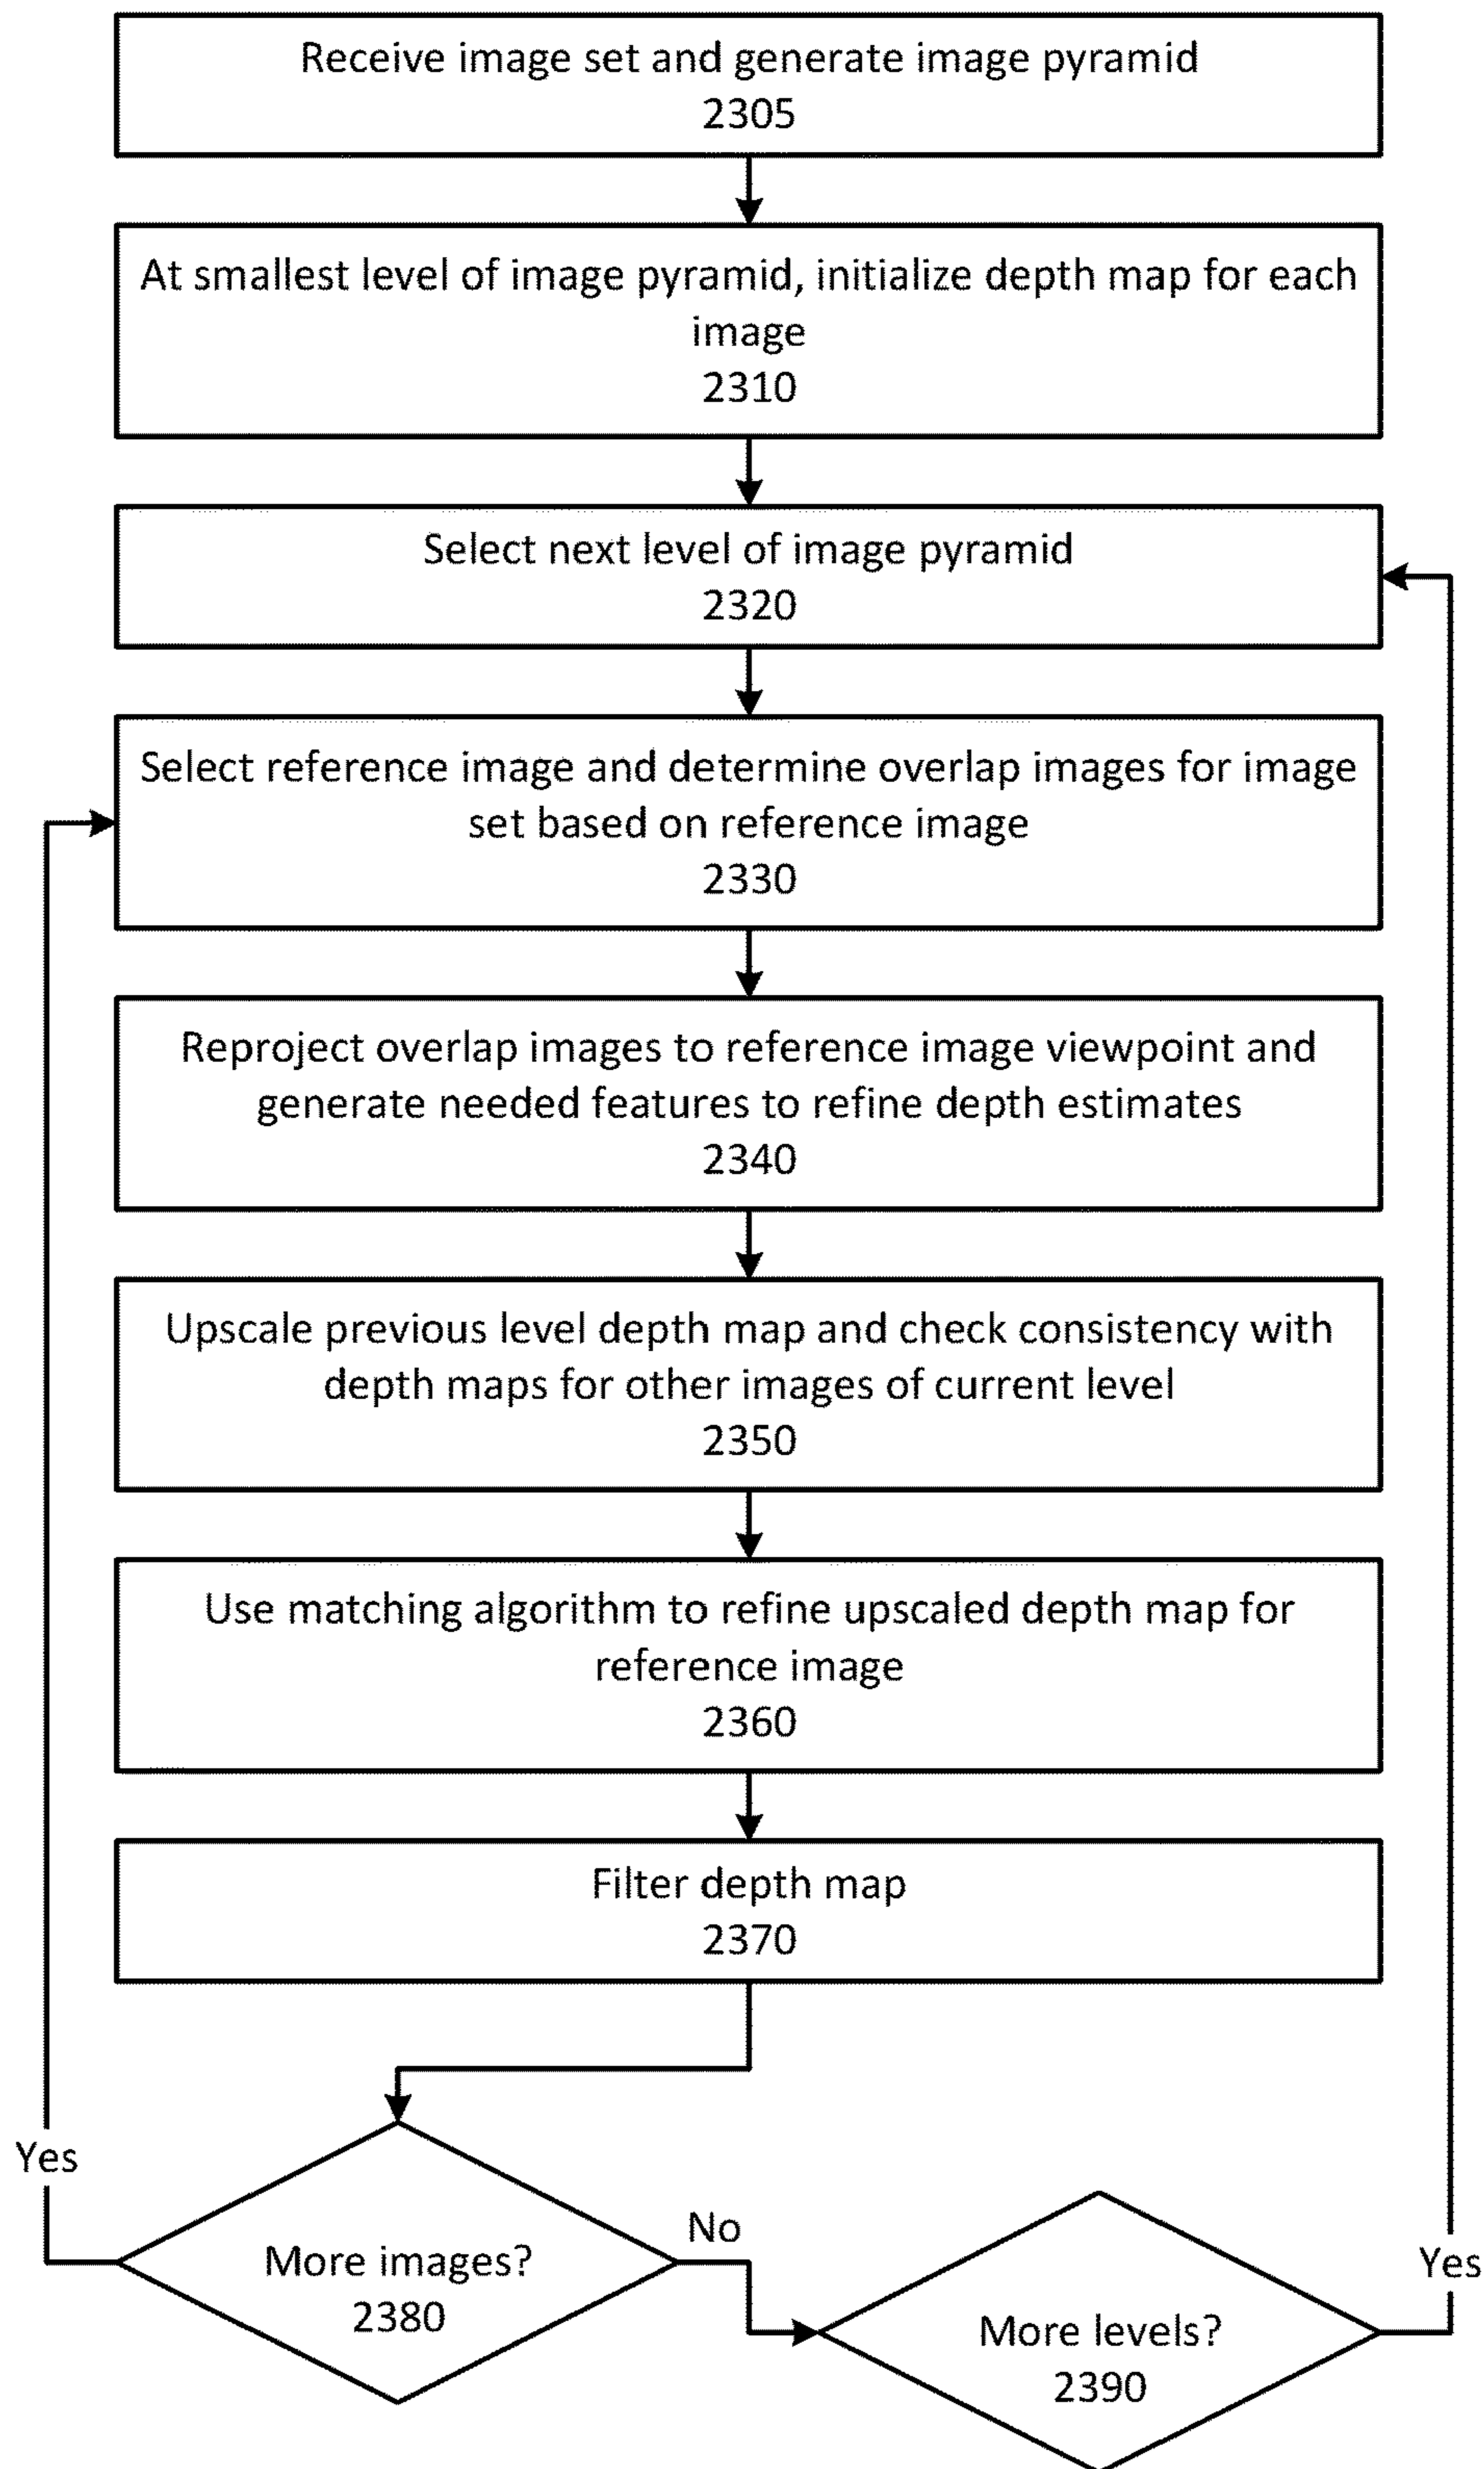 Receive image set and generate image pyramid
2305
At smallest level of image pyramid, initialize depth map for each
image
2310
Select next level of image pyramid
2320
Select reference image and determine overlap images for image
set based on reference image
2330
Reproject overlap images to reference image viewpoint and
generate needed features to refine depth estimates
2340
Upscale previous level depth map and check consistency with
depth maps for other images of current level
2350
Use matching algorithm to refine upscaled depth map for
reference image
2360
Filter depth map
2370
Yes
More images?
2380
No
More levels?
2390
Yes